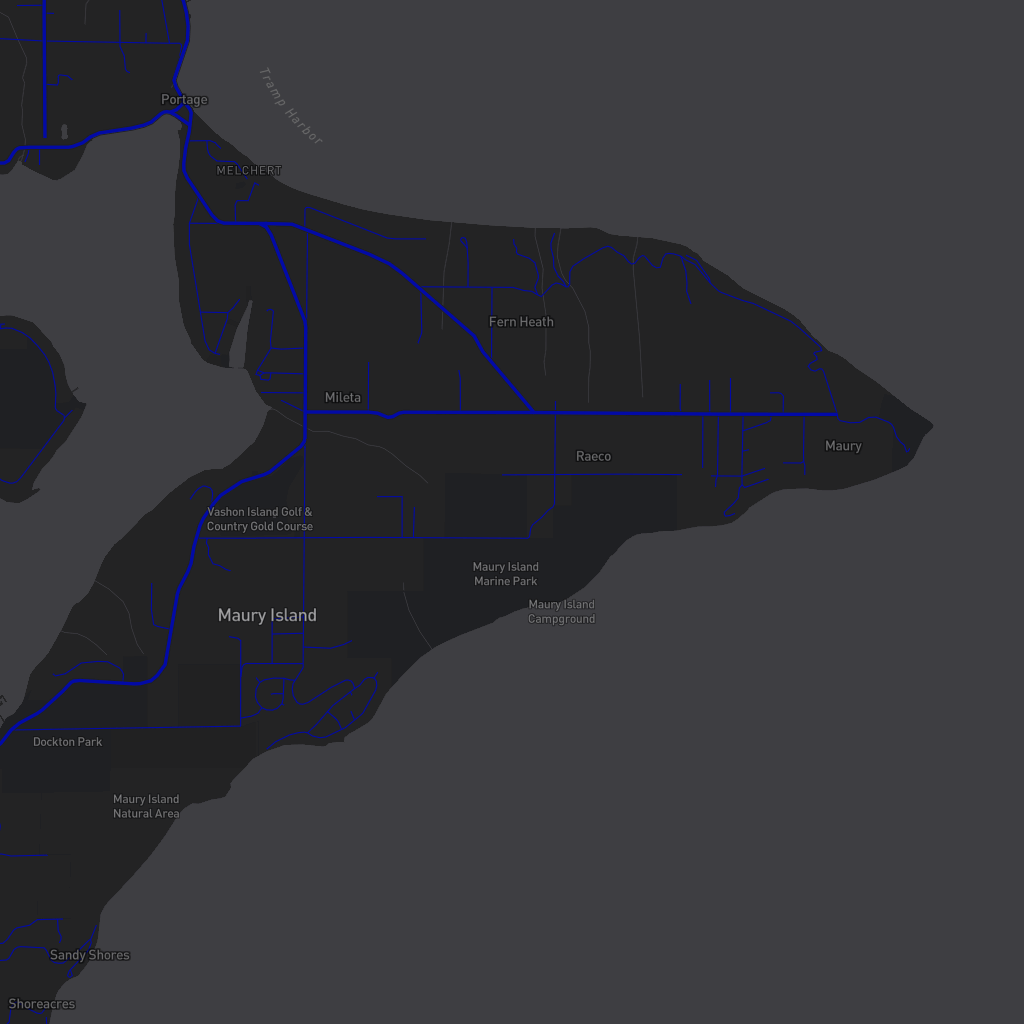 Portage
Tramp Harbor
MELCHERT
Fern Heath
Mileta
Maury
Raeco
Vashon Island Golf &
Country Gold Course
Maury Island
Marine Park
Maury Island
Campground
Maury Island
Dockton Park
Maury Island
Natural Area
Sandy Shores
Shoreacres